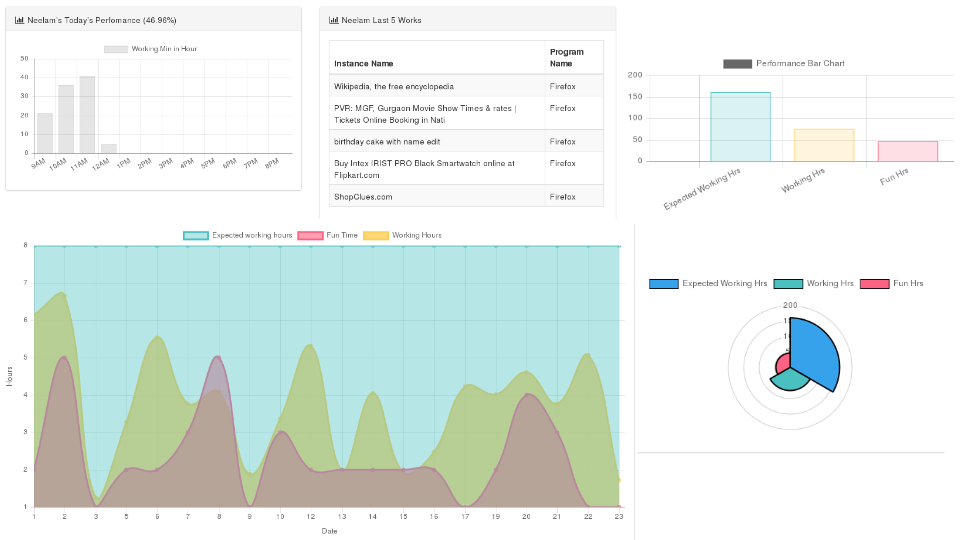 Neelam's Today's Perfomance (46.96%)
Working Min in Hour
50
40
30
20
10
0
9AM 10AM 11AM 12AM 1PM 2PM 3PM 4PM 5PM 6PM 7PM 8PM
Neelam Last 5 Works
Instance Name Program Name
Wikipedia, the free encyclopedia Firefox
PVR: MGF, Gurgaon Movie Show Times & rates | Firefox
Tickets Online Booking in Nati
birthday cake with name edit Firefox
Buy Intex IRIST PRO Black Smartwatch online at Firefox
Flipkart.com
ShopClues.com Firefox
Performance Bar Chart
200
150
100
50
0
Expected Working Hrs Working Hrs Fun Hrs
Expected working hours Fun Time Working Hours
8
7
6
5
4
3
2
1
Hours
1 2 3 5 6 7 8 9 10 12 13 14 15 16 17 19 20 21 22 23
Date
Expected Working Hrs Working Hrs Fun Hrs
200